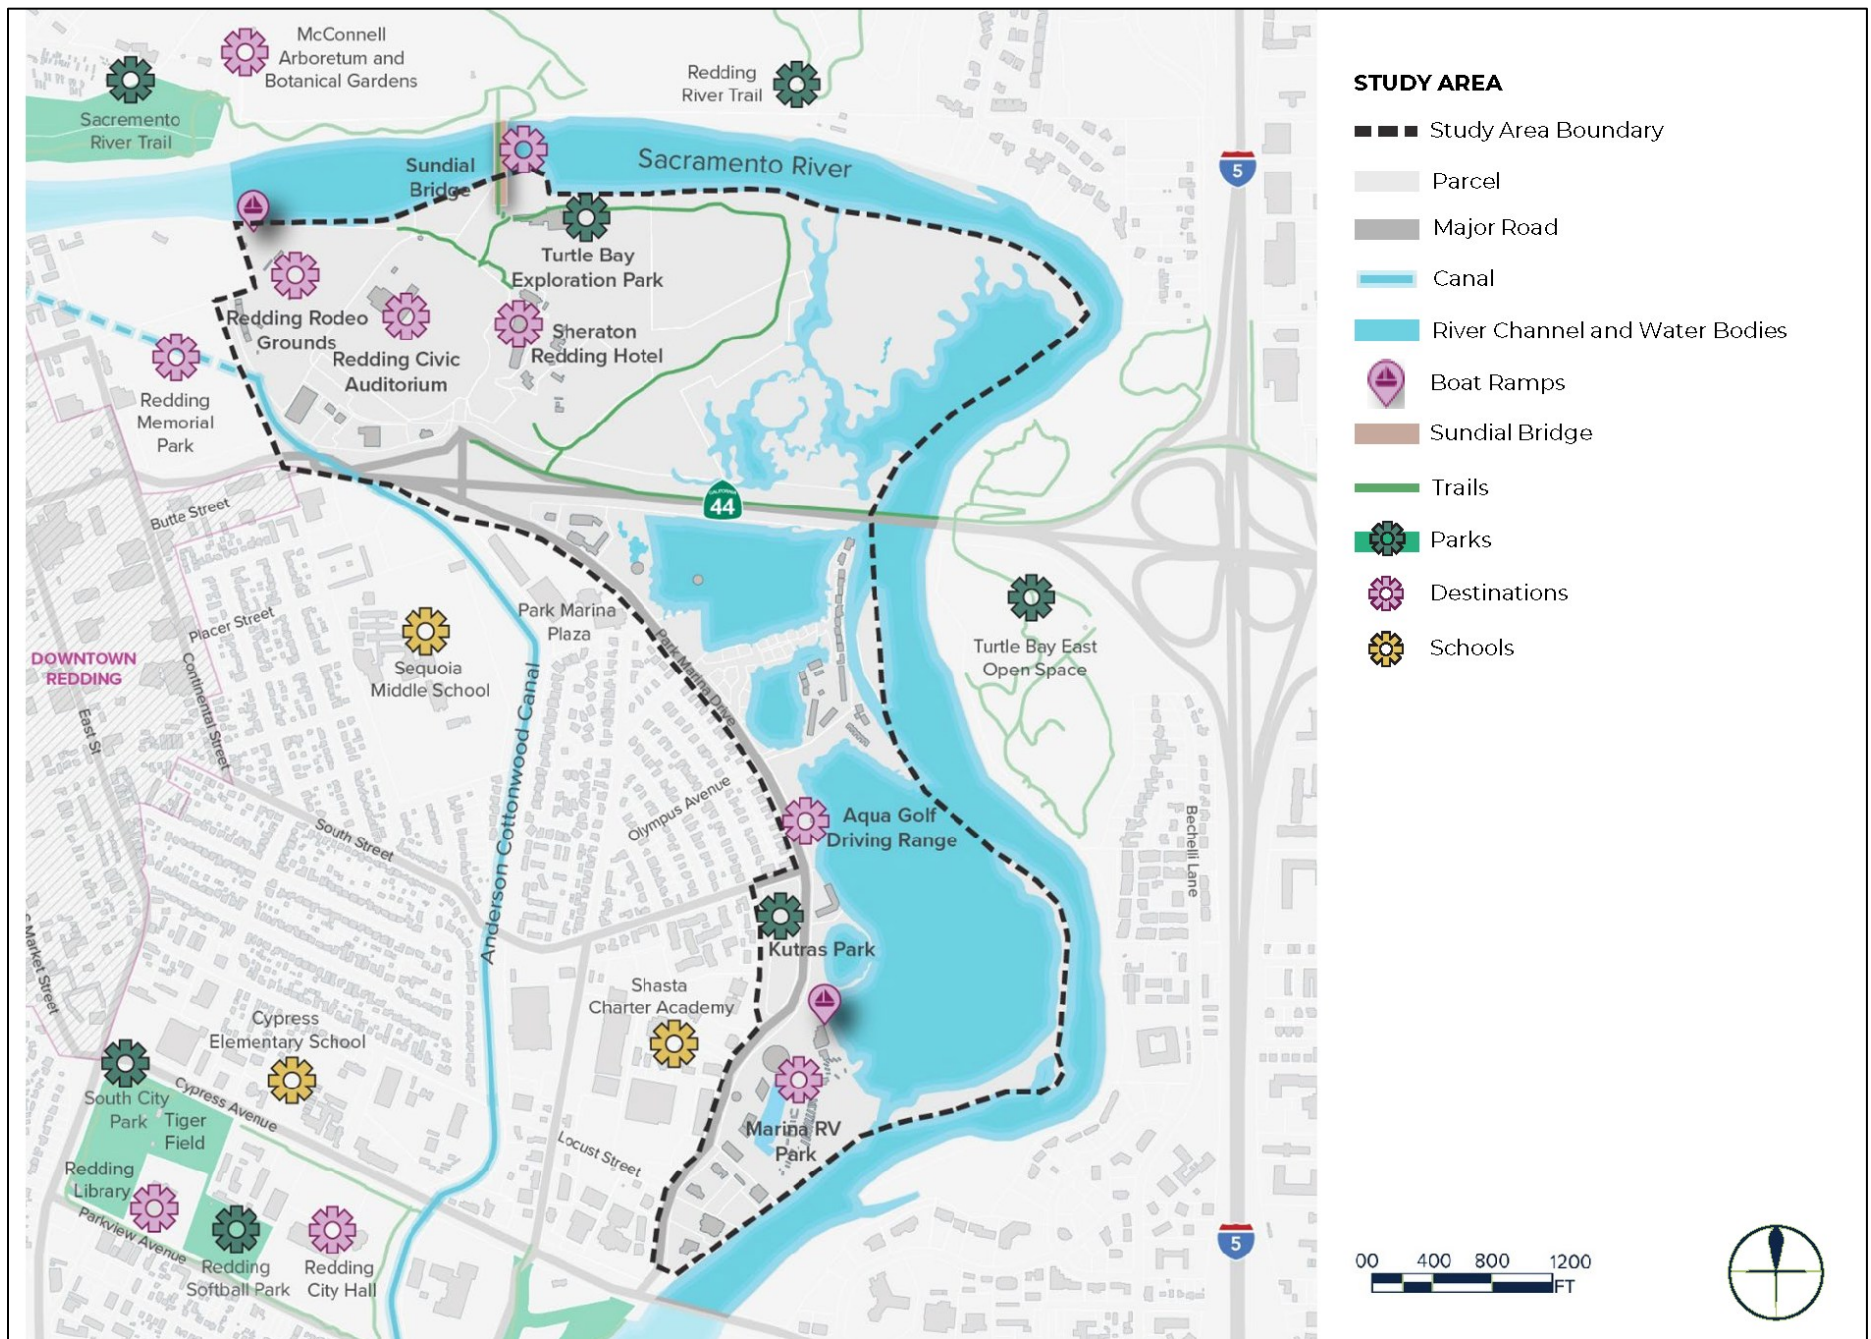 McConnell
Arboretum and
Botanical Gardens
Redding
River Trail
Sacremento
River Trail
Sundial
Bridge
Sacramento River
5
Turtle Bay
Exploration Park
Redding Rodeo
Grounds
Redding Civic
Auditorium
Sheraton
Redding Hotel
Redding
Memorial
Park
Butte Street
CALIFORNIA
44
Placer Street
Park Marina
Plaza
Park Marina Drive
Sequoia
Middle School
Turtle Bay East
Open Space
DOWNTOWN
REDDING
Continental Street
East St
Anderson Cottonwood Canal
Olympus Avenue
South Street
Aqua Golf
Driving Range
Bechelli Lane
Kutras Park
S Market Street
Shasta
Charter Academy
Cypress
Elementary School
South City
Park
Tiger
Field
Cypress Avenue
Marina RV
Park
Locust Street
Redding
Library
Parkview Avenue
Redding
Softball Park
Redding
City Hall
5
STUDY AREA
Study Area Boundary
Parcel
Major Road
Canal
River Channel and Water Bodies
Boat Ramps
Sundial Bridge
Trails
Parks
Destinations
Schools
00 400 800 1200
FT